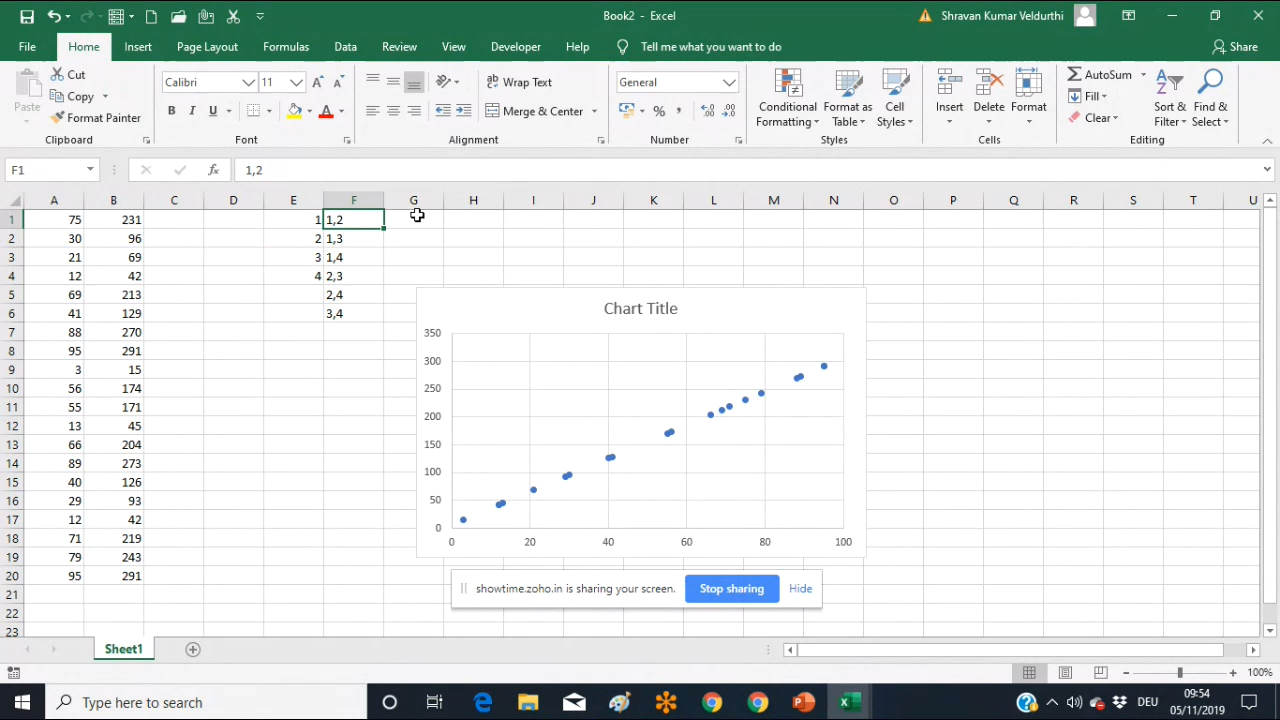 Book2 - Excel
Shravan Kumar Veldurthi
File Home Insert Page Layout Formulas Data Review View Developer Help Tell me what you want to do Share
Paste
Cut
Copy
Format Painter
Clipboard
Calibri 11
B I U
Font
Wrap Text
Merge & Center
Alignment
General
%
Number
Conditional Formatting
Format as Table
Cell Styles
Styles
Insert
Delete
Format
Cells
AutoSum
Fill
Clear
Sort & Filter
Find & Select
Editing
F1 fx 1,2
A B C D E F G H I J K L M N O P Q R S T U
1 75 231 1 1,2
2 30 96 2 1,3
3 21 69 3 1,4
4 12 42 4 2,3
5 69 213 2,4
6 41 129 3,4
7 88 270
8 95 291
9 3 15
10 56 174
11 55 171
12 13 45
13 66 204
14 89 273
15 40 126
16 29 93
17 12 42
18 71 219
19 79 243
20 95 291
21
22
23
Chart Title
350
300
250
200
150
100
50
0
0 20 40 60 80 100
showtime.zoho.in is sharing your screen. Stop sharing Hide
Sheet1
100%
Type here to search
DEU
09:54
05/11/2019